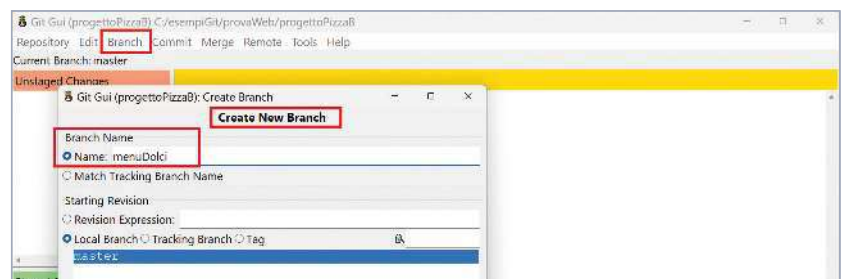 Git Gui (progettoPizzaB) C:/esempiGit/provaWeb/progettoPizzaB
Repository Edit Branch Commit Merge Remote Tools Help
Current Branch: master
Unstaged Changes
Git Gui (progettoPizzaB): Create Branch
Create New Branch
Branch Name
Name: menuDolci
Match Tracking Branch Name
Starting Revision
Revision Expression:
Local Branch Tracking Branch Tag
master